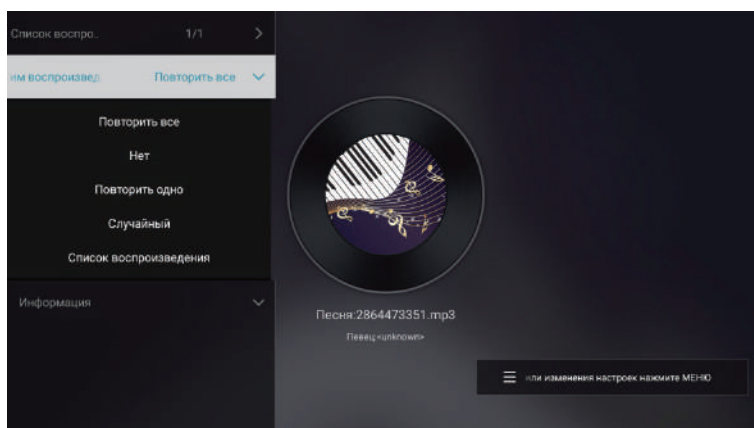 Список воспро.. 1/1
им воспроизвед Повторить все
Повторить все
Нет
Повторить одно
Случайный
Список воспроизведения
Информация
Песня:2864473351.mp3
Певец<unknown>
или изменения настроек нажмите МЕНЮ